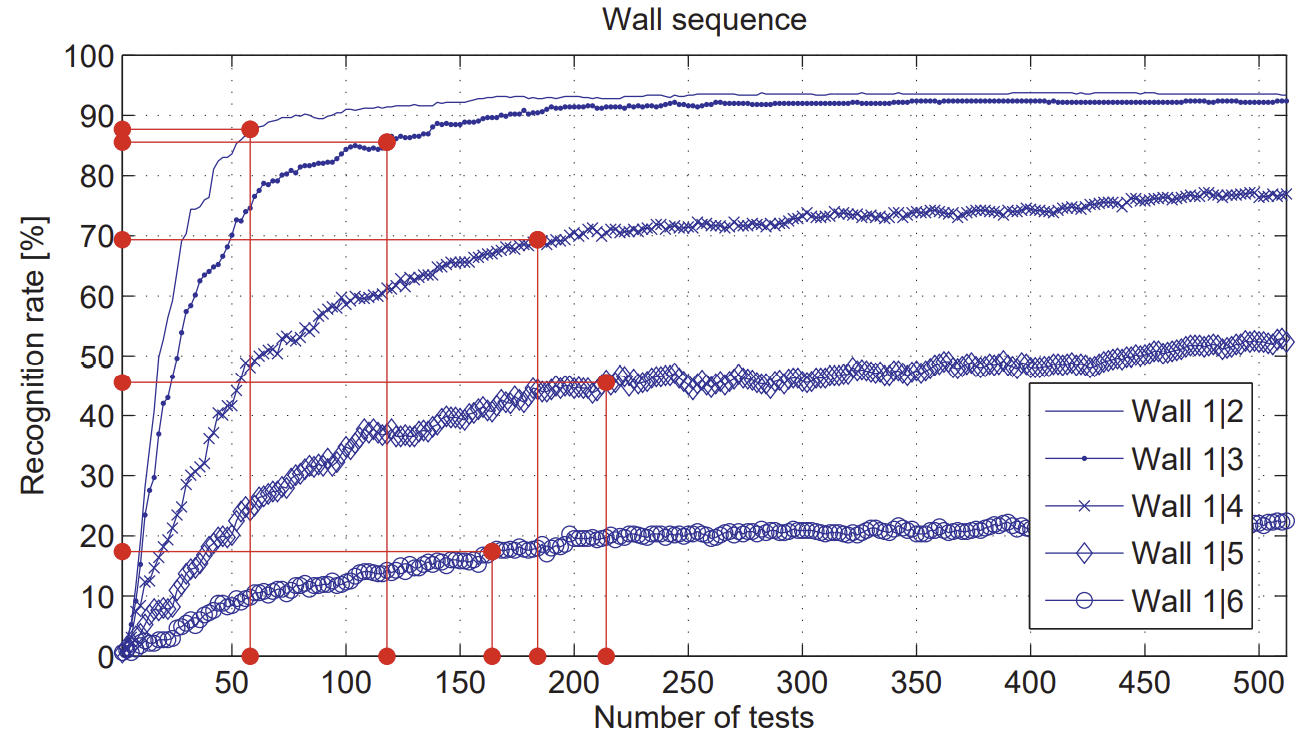 Wall sequence
Recognition rate [%]
100
90
80
70
60
50
40
30
20
10
0
Wall 1|2
Wall 1|3
Wall 1|4
Wall 1|5
Wall 1|6
50 100 150 200 250 300 350 400 450 500
Number of tests